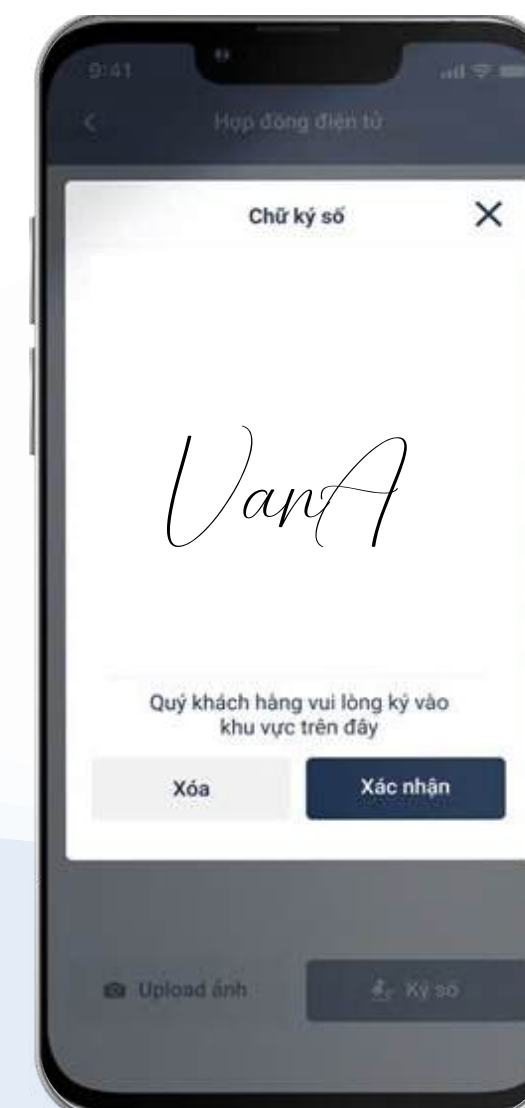 9:41
Hợp đồng điện tử
Chữ ký số
VanA
Quý khách hàng vui lòng ký vào
khu vực trên đây
Xóa
Xác nhận
Upload ảnh
Ký số